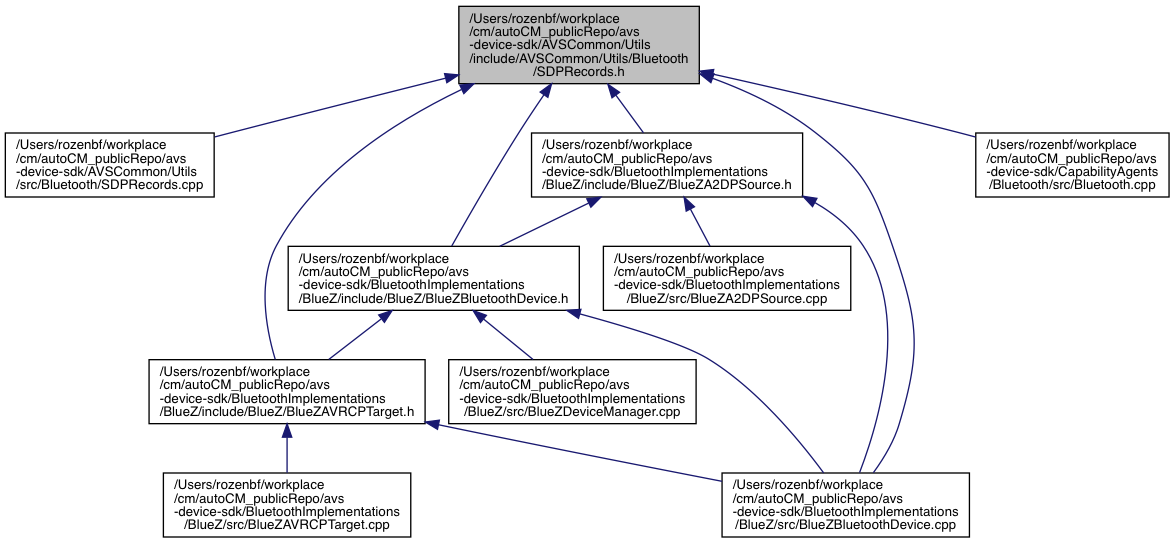 /Users/rozenbf/workplace
/cm/autoCM_publicRepo/avs
-device-sdk/AVSCommon/Utils
/include/AVSCommon/Utils/Bluetooth
/SDPRecords.h
/Users/rozenbf/workplace
/cm/autoCM_publicRepo/avs
-device-sdk/AVSCommon/Utils
/src/Bluetooth/SDPRecords.cpp
/Users/rozenbf/workplace
/cm/autoCM_publicRepo/avs
-device-sdk/BluetoothImplementations
/BlueZ/include/BlueZ/BlueZA2DPSource.h
/Users/rozenbf/workplace
/cm/autoCM_publicRepo/avs
-device-sdk/CapabilityAgents
/Bluetooth/src/Bluetooth.cpp
/Users/rozenbf/workplace
/cm/autoCM_publicRepo/avs
-device-sdk/BluetoothImplementations
/BlueZ/include/BlueZ/BlueZBluetoothDevice.h
/Users/rozenbf/workplace
/cm/autoCM_publicRepo/avs
-device-sdk/BluetoothImplementations
/BlueZ/src/BlueZA2DPSource.cpp
/Users/rozenbf/workplace
/cm/autoCM_publicRepo/avs
-device-sdk/BluetoothImplementations
/BlueZ/include/BlueZ/BlueZAVRCPTarget.h
/Users/rozenbf/workplace
/cm/autoCM_publicRepo/avs
-device-sdk/BluetoothImplementations
/BlueZ/src/BlueZDeviceManager.cpp
/Users/rozenbf/workplace
/cm/autoCM_publicRepo/avs
-device-sdk/BluetoothImplementations
/BlueZ/src/BlueZAVRCPTarget.cpp
/Users/rozenbf/workplace
/cm/autoCM_publicRepo/avs
-device-sdk/BluetoothImplementations
/BlueZ/src/BlueZBluetoothDevice.cpp